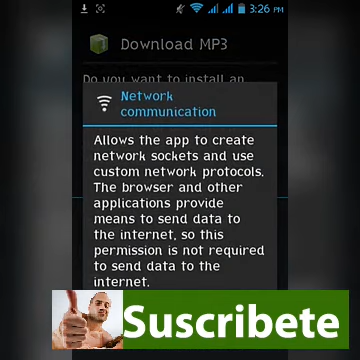 3:26 PM
Download MP3
Do you want to install an
Network
communication
Allows the app to create
network sockets and use
custom network protocols.
The browser and other
applications provide
means to send data to
the internet, so this
permission is not required
to send data to the
internet.
Suscribete